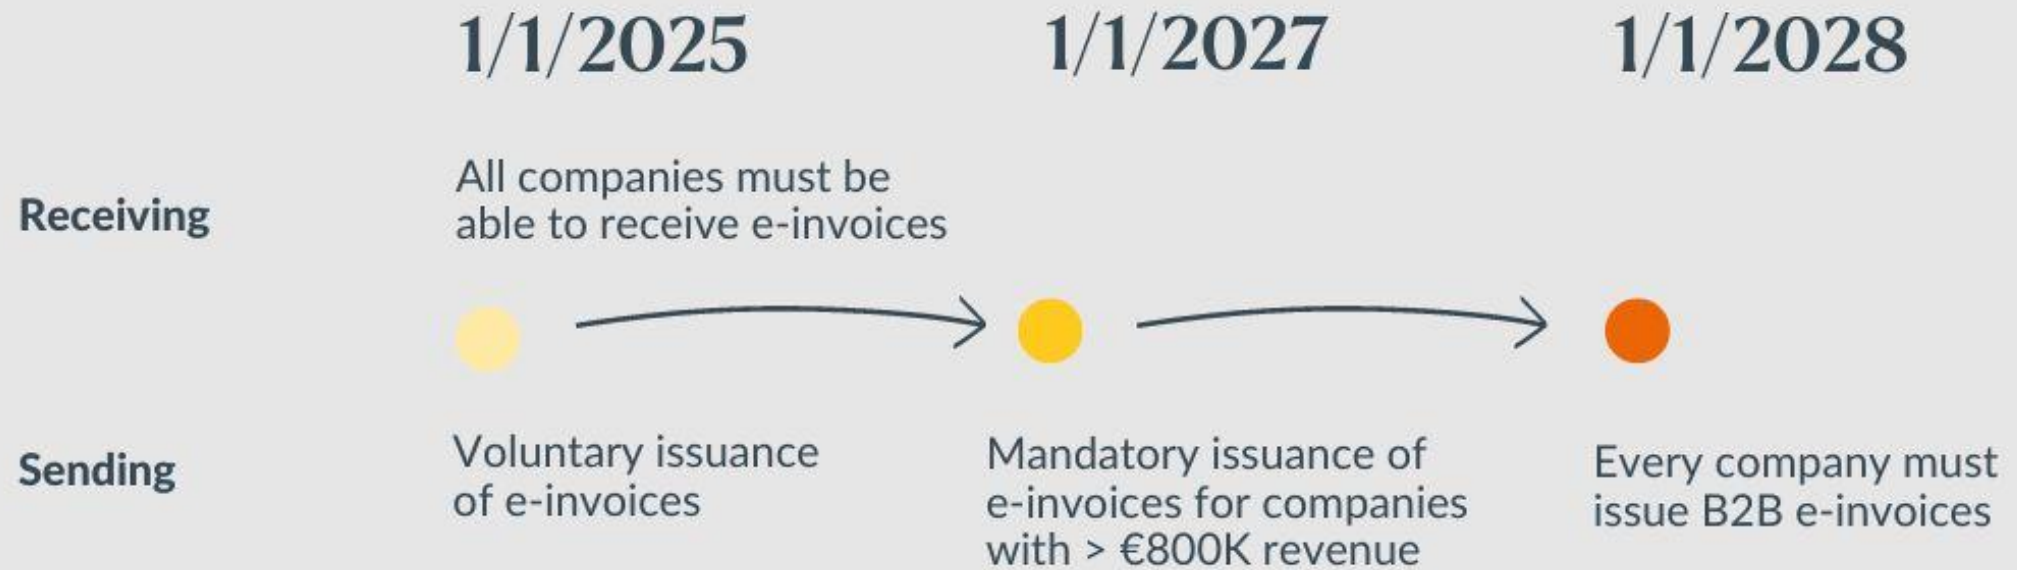 1/1/2025
1/1/2027
1/1/2028
Receiving
All companies must be
able to receive e-invoices
Sending
Voluntary issuance
of e-invoices
Mandatory issuance of
e-invoices for companies
with > €800K revenue
Every company must
issue B2B e-invoices